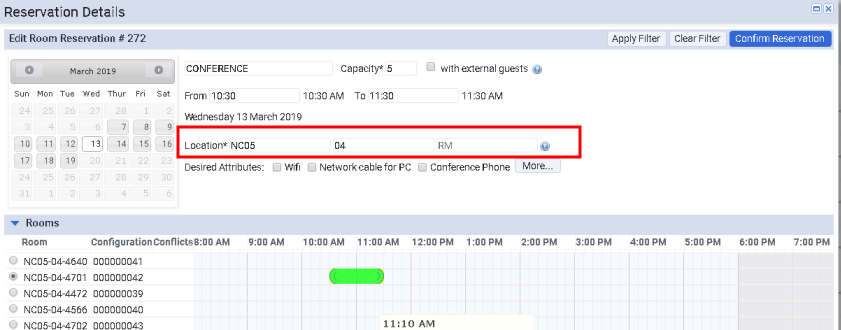 Reservation Details
Edit Room Reservation # 272
Apply Filter Clear Filter Confirm Reservation
March 2019
Sun Mon Tue Wed Thur Fri Sat
24 25 26 27 28 1 2
3 4 5 6 7 8 9
10 11 12 13 14 15 16
17 18 19 20 21 22 23
24 25 26 27 28 29 30
31 1 2 3 4 5 6
CONFERENCE Capacity* 5 with external guests
From 10:30 10:30 AM To 11:30 11:30 AM
Wednesday 13 March 2019
Location* NC05 04 RM
Desired Attributes: Wifi Network cable for PC Conference Phone More...
Rooms
Room Configuration Conflicts 8:00 AM 9:00 AM 10:00 AM 11:00 AM 12:00 PM 1:00 PM 2:00 PM 3:00 PM 4:00 PM 5:00 PM 6:00 PM 7:00 PM
NC05-04-4640 000000041
NC05-04-4701 000000042
NC05-04-4472 000000039
NC05-04-4566 000000040
NC05-04-4702 000000043
11:10 AM